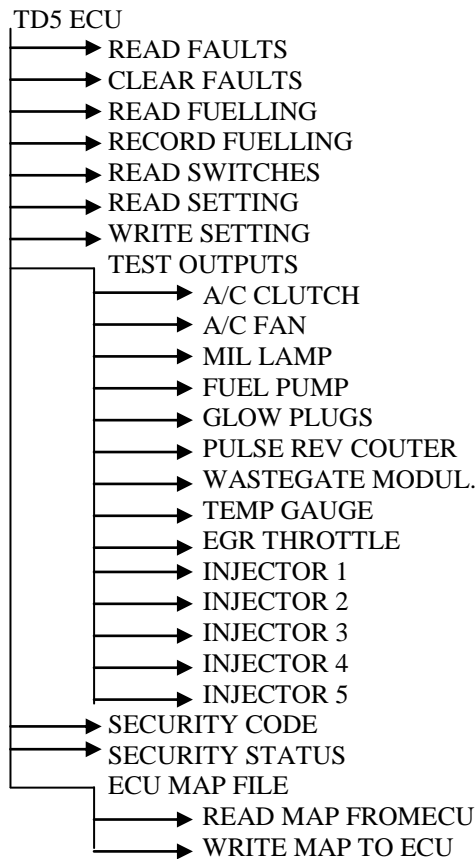 TD5 ECU
READ FAULTS
CLEAR FAULTS
READ FUELLING
RECORD FUELLING
READ SWITCHES
READ SETTING
WRITE SETTING
TEST OUTPUTS
A/C CLUTCH
A/C FAN
MIL LAMP
FUEL PUMP
GLOW PLUGS
PULSE REV COUTER
WASTEGATE MODUL.
TEMP GAUGE
EGR THROTTLE
INJECTOR 1
INJECTOR 2
INJECTOR 3
INJECTOR 4
INJECTOR 5
SECURITY CODE
SECURITY STATUS
ECU MAP FILE
READ MAP FROMECU
WRITE MAP TO ECU